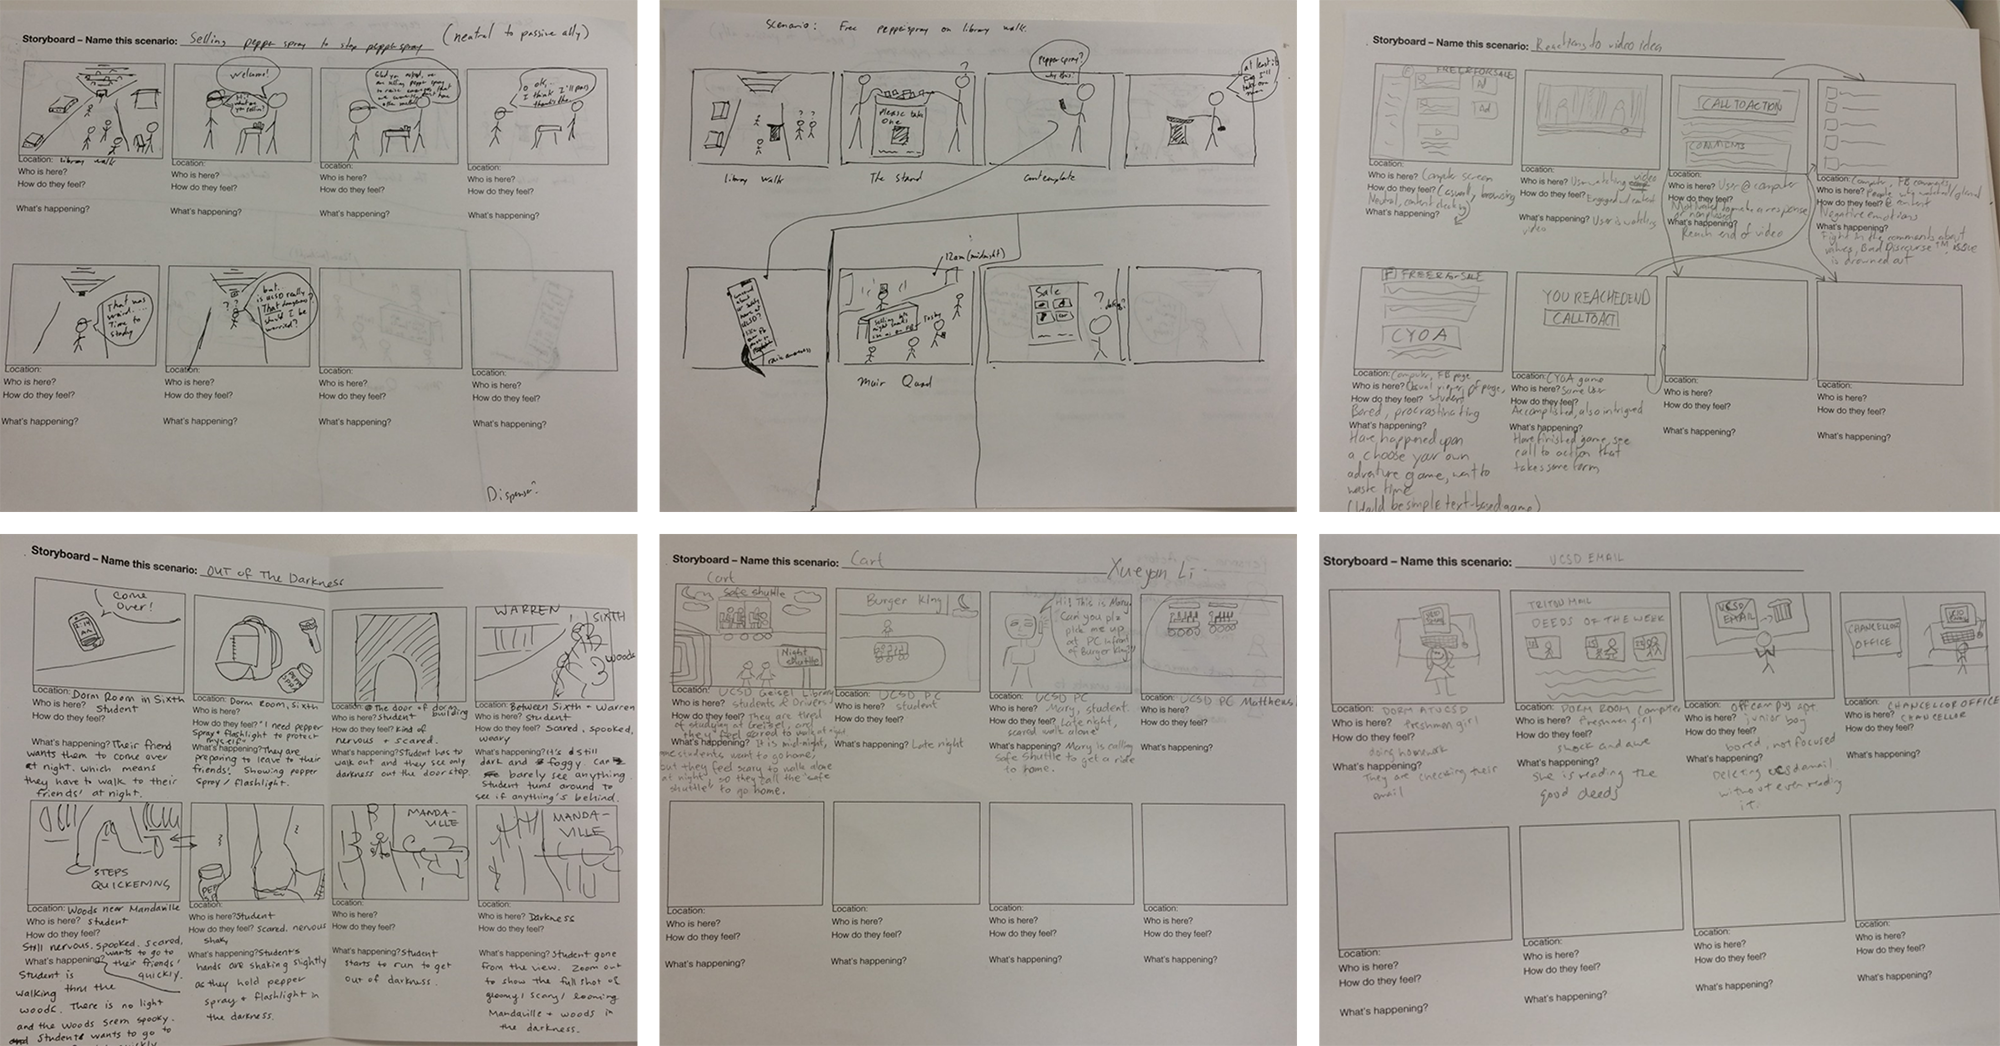 Storyboard – Name this scenario: Selling pepper spray to stop pepper spray (neutral to passive ally)
Welcome!
Hi! what are you selling?
O ok... I think I'll pass thanks tho...
Location: library walk
Who is here?
How do they feel?
What's happening?
Location:
Who is here?
How do they feel?
What's happening?
Location:
Who is here?
How do they feel?
What's happening?
Location:
Who is here?
How do they feel?
What's happening?
That was weird.... Time to study
but.. is UCSD really That dangerous? should I be worried?
Location:
Who is here?
How do they feel?
What's happening?
Location:
Who is here?
How do they feel?
What's happening?
Location:
Who is here?
How do they feel?
What's happening?
Location:
Who is here?
How do they feel?
What's happening?
Dispenser?
Scenario: Free pepperspray on library walk.
pepper spray?
why this?
Please take one
at least it's free I'll take one
library walk
The stand
Contemplate
12am (midnight)
Sale
Muir Quad
Storyboard – Name this scenario: Reactions to video idea
FREE & FOR SALE
Ad
CALL TO ACTION
COMMENTS
Location:
Who is here? Computer screen
How do they feel? (casual, browsing
Neutral, content checking)
What's happening?
Location:
Who is here? User watching video
How do they feel? Engaged w/ content
What's happening? User is watching video
Location:
Who is here? User @ computer
How do they feel?
Motivated to make a response or nonplussed
What's happening?
Reach end of video
Location: Computer, FB comments
Who is here? People who watched/glanced @ content
How do they feel?
Negative emotions
What's happening?
Fight in the comments about video, Bad Discourse™, issue is drowned out
FREE & FOR SALE
CYOA
YOU REACHED END
CALL TO ACT
Location: Computer, FB page
Who is here? Casual viewer of page, student
How do they feel?
Bored, procrastinating
What's happening?
Have happened upon
a choose your own
adventure game, want to
waste time
(Would be simple text-based game)
Location: CYOA game
Who is here? Some User
How do they feel?
Accomplished, also intrigued
What's happening?
Have finished game, see
call to action that
takes some form
Location:
Who is here?
How do they feel?
What's happening?
Location:
Who is here?
How do they feel?
What's happening?
Storyboard – Name this scenario: OUT OF The Darkness
Come over!
PEPPER SPRAY
WARREN
SIXTH
WOODS
Location: Dorm Room in Sixth
Who is here? Student
How do they feel?
What's happening? Their friend
wants them to come over
at night. which means
they have to walk to their
friends' at night.
Location: Dorm Room, Sixth
Who is here?
How do they feel? "I need pepper
spray + flashlight to protect
myself"
What's happening? They are
preparing to leave to their
friends'. Showing pepper
spray / flashlight.
Location: @ The door of dorm building
Who is here? Student
How do they feel? Kind of
nervous + scared.
What's happening? Student has to
walk out and they see only
darkness out the door step.
Location: Between Sixth - Warren
Who is here? Student
How do they feel? Scared, spooked,
weary
What's happening? It's still
dark and foggy. Can
barely see anything.
Student turns around to
see if anything's behind.
STEPS
QUICKENING
PEP
MANDA-
VILLE
MANDA-
VILLE
Location: Woods near Mandeville
Who is here? Student
How do they feel?
Still nervous, spooked, scared,
wants to go to their friends' quickly.
What's happening?
Student is
walking thru the
woods. There is no light
and the woods seem spooky.
and Students wants to go to
Location:
Who is here? Student
How do they feel? Scared, nervous
shaky
What's happening? Student's
hands are shaking slightly
as they hold pepper
spray + flashlight in
the darkness.
Location:
Who is here?
How do they feel?
What's happening? Student
starts to run to get
out of darkness.
Location:
Who is here? Darkness
How do they feel?
What's happening? Student gone
from the view. Zoom out
to show the full shot of
gloomy/ scary/ looming
Mandaville + woods in
the darkness.
Storyboard – Name this scenario: Cart
Xueyan Li
Cart
Safe shuttle
Night Shuttle
Burger King
Hi! This is Mary. Can you plz pick me up at PC infront of Burger King?
Location: UCSD Geisel Library
Who is here? students & Drivers
How do they feel? They are tired
of studying at Geisel, and
they feel scared to walk at night
What's happening? It is mid-night,
some students want to go home,
but they feel scary to walk alone
at night, so they call the safe
shuttle to go home.
Location: UCSD PC
Who is here? student
How do they feel?
What's happening? Late night
Location: UCSD PC
Who is here? Mary, student
How do they feel? late night,
scared walk alone
What's happening? Mary is calling
Safe Shuttle to get a ride
to home.
Location: UCSD PC Matthews
Who is here?
How do they feel?
What's happening?
Location:
Who is here?
How do they feel?
What's happening?
Location:
Who is here?
How do they feel?
What's happening?
Location:
Who is here?
How do they feel?
What's happening?
Location:
Who is here?
How do they feel?
What's happening?
Storyboard – Name this scenario: UCSD EMAIL
TRITON MAIL
DEEDS OF THE WEEK
UCSD EMAIL
CHANCELLOR OFFICE
Location: DORM AT UCSD
Who is here? freshmen girl
How do they feel?
doing homework
What's happening?
They are checking their
email
Location: DORM ROOM computer
Who is here? freshmen girl
How do they feel?
shock and awe
What's happening?
She is reading the
good deeds
Location: off campus apt
Who is here? junior boy
How do they feel?
bored, not focused
What's happening?
Deleting ucsd email
without even reading
it.
Location: CHANCELLOR OFFICE
Who is here? CHANCELLOR
How do they feel?
What's happening?
Location:
Who is here?
How do they feel?
What's happening?
Location:
Who is here?
How do they feel?
What's happening?
Location:
Who is here?
How do they feel?
What's happening?
Location:
Who is here?
How do they feel?
What's happening?